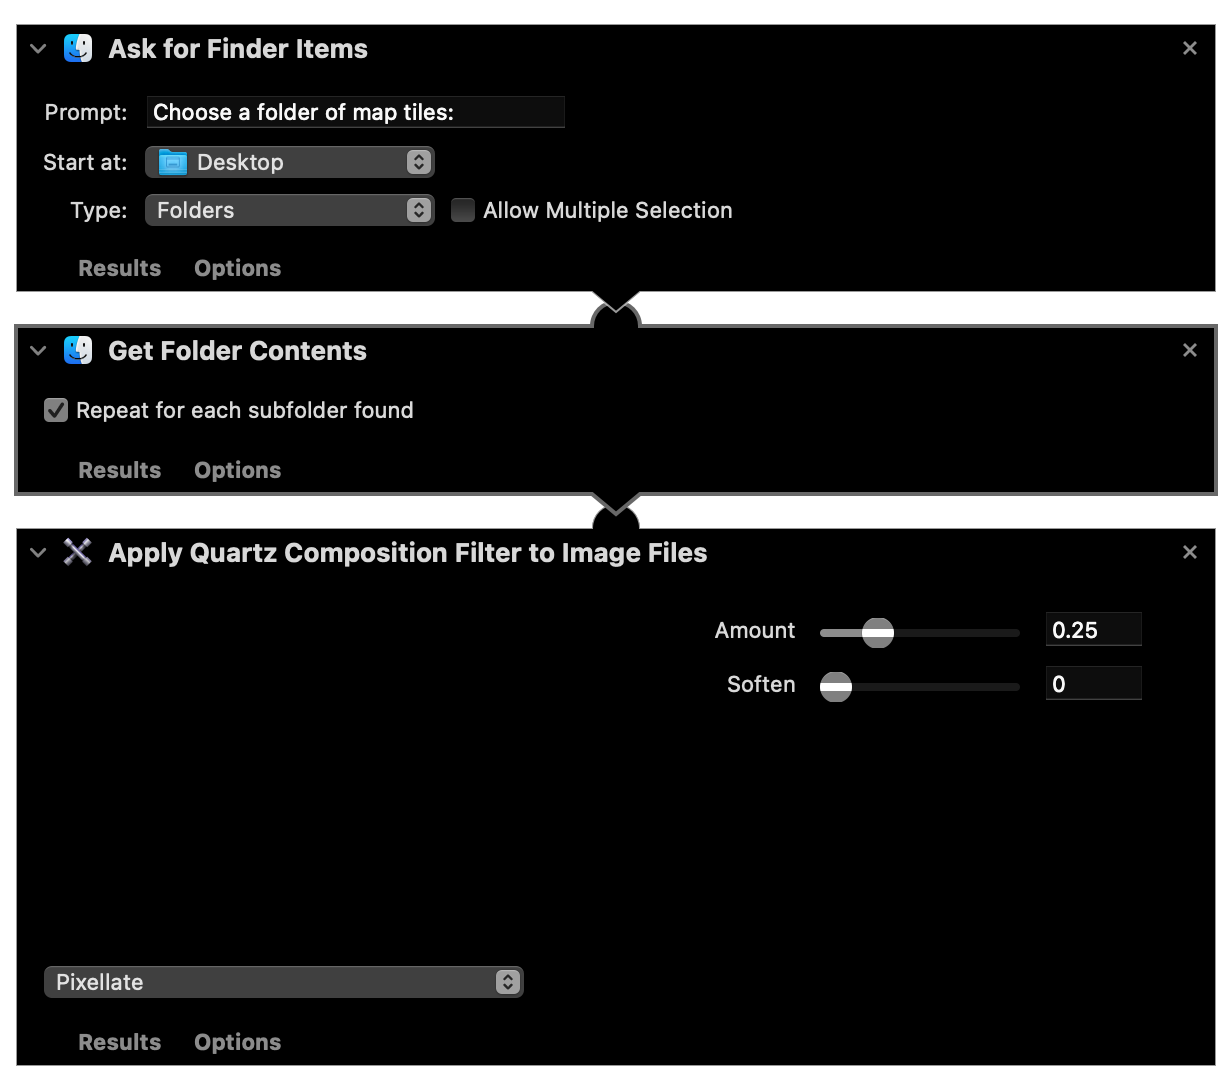 Ask for Finder Items
Prompt: Choose a folder of map tiles:
Start at: Desktop
Type: Folders Allow Multiple Selection
Results Options
Get Folder Contents
Repeat for each subfolder found
Results Options
Apply Quartz Composition Filter to Image Files
Amount 0.25
Soften 0
Pixellate
Results Options